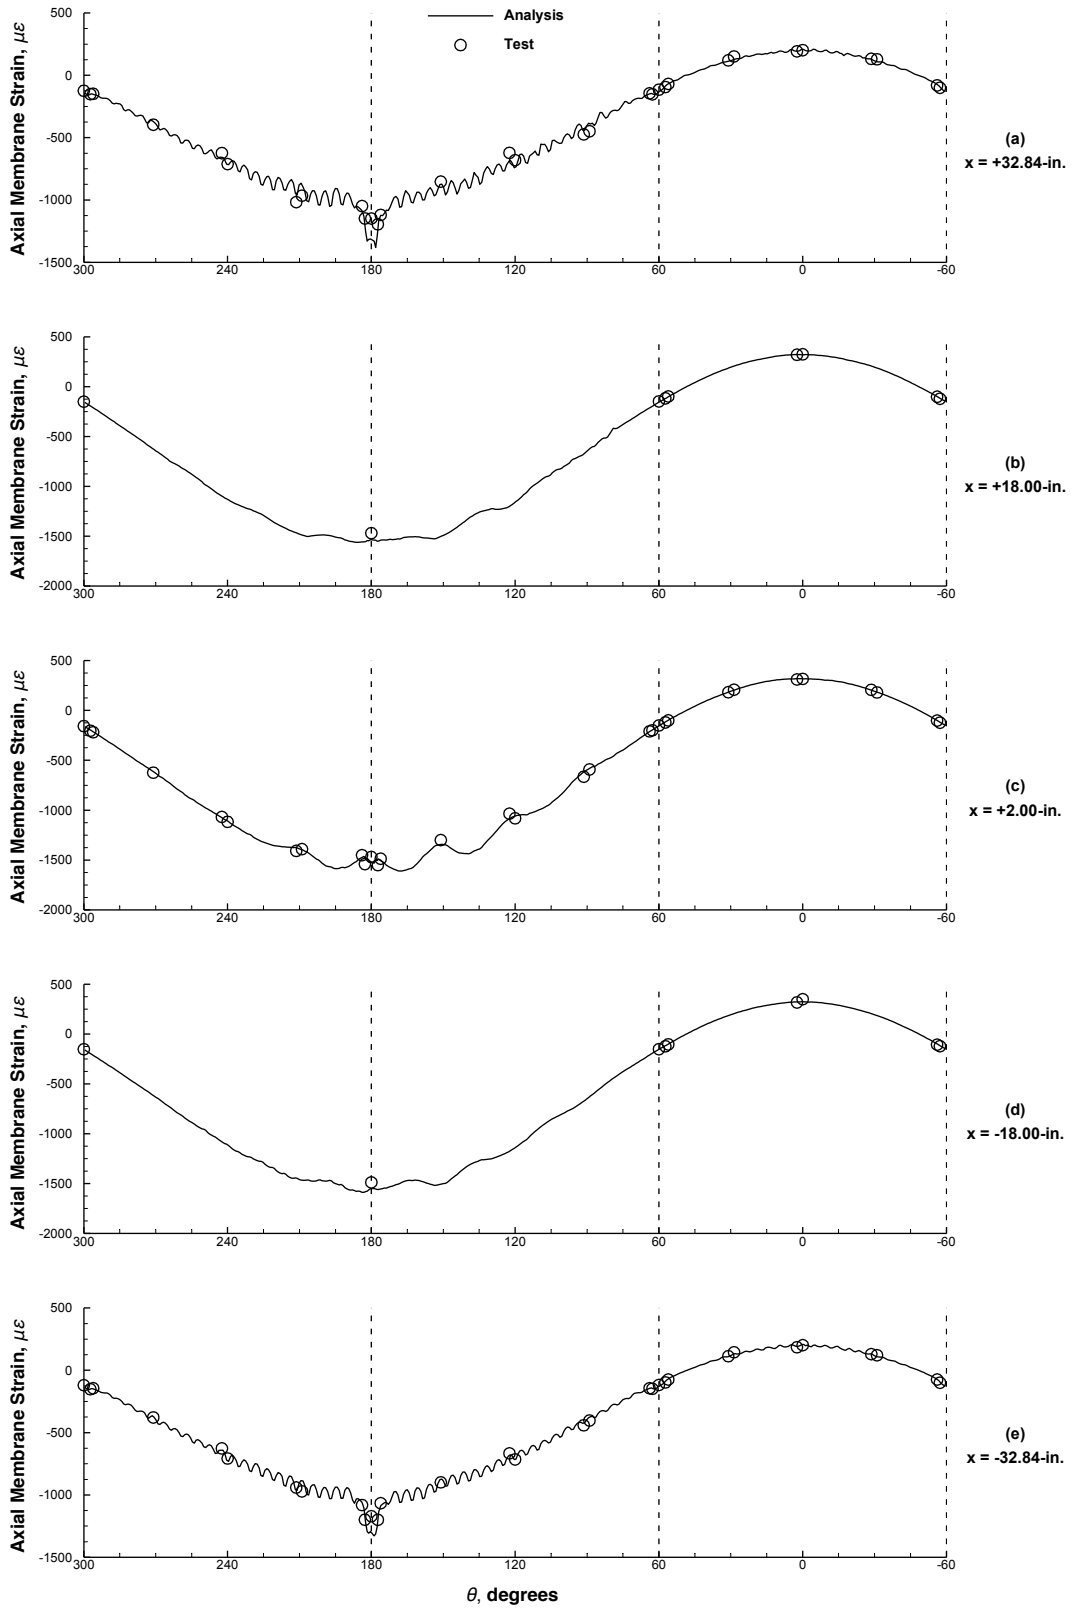 Analysis
Test
Axial Membrane Strain, με
500
0
-500
-1000
-1500
300 240 180 120 60 0 -60
(a)
x = +32.84-in.
Axial Membrane Strain, με
500
0
-500
-1000
-1500
-2000
300 240 180 120 60 0 -60
(b)
x = +18.00-in.
Axial Membrane Strain, με
500
0
-500
-1000
-1500
-2000
300 240 180 120 60 0 -60
(c)
x = +2.00-in.
Axial Membrane Strain, με
500
0
-500
-1000
-1500
-2000
300 240 180 120 60 0 -60
(d)
x = -18.00-in.
Axial Membrane Strain, με
500
0
-500
-1000
-1500
300 240 180 120 60 0 -60
(e)
x = -32.84-in.
θ, degrees